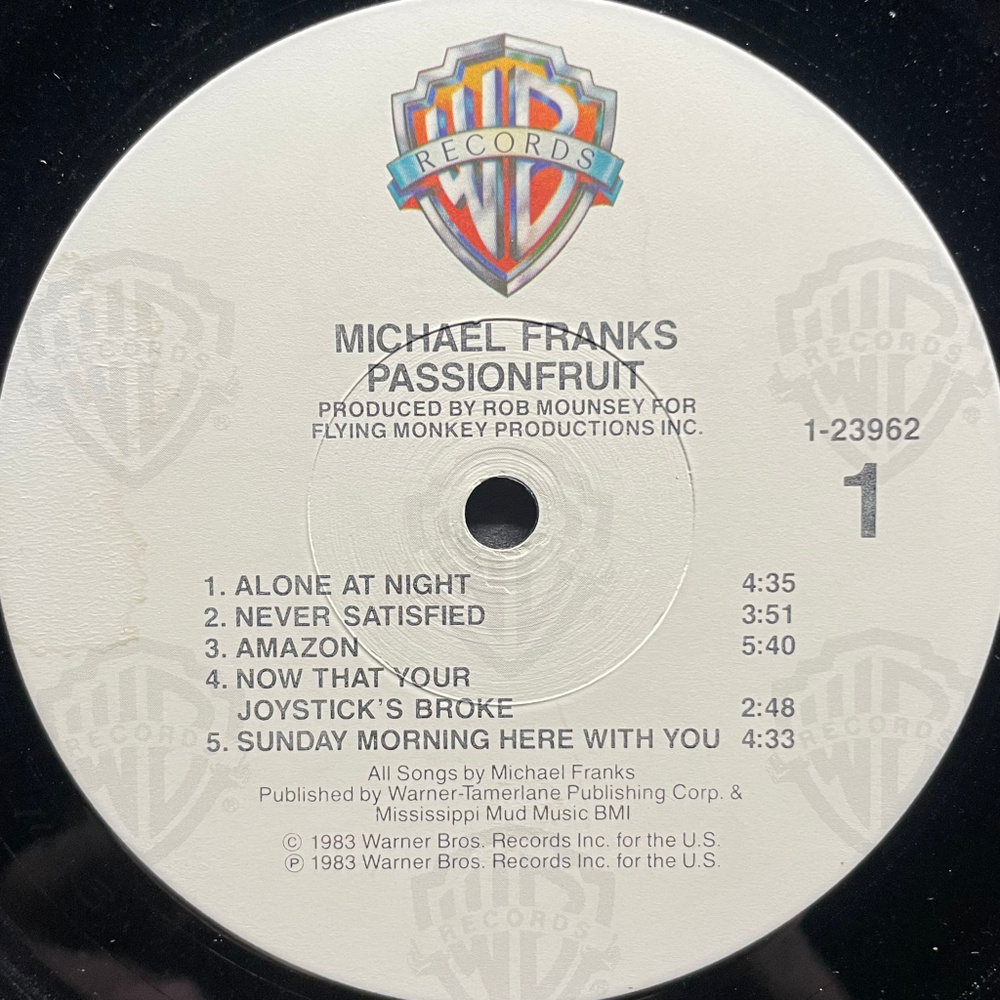 WB
RECORDS
MICHAEL FRANKS
PASSIONFRUIT
PRODUCED BY ROB MOUNSEY FOR
FLYING MONKEY PRODUCTIONS INC.
1-23962
1
1. ALONE AT NIGHT 4:35
2. NEVER SATISFIED 3:51
3. AMAZON 5:40
4. NOW THAT YOUR
JOYSTICK'S BROKE 2:48
5. SUNDAY MORNING HERE WITH YOU 4:33
All Songs by Michael Franks
Published by Warner-Tamerlane Publishing Corp. &
Mississippi Mud Music BMI
© 1983 Warner Bros. Records Inc. for the U.S.
℗ 1983 Warner Bros. Records Inc. for the U.S.